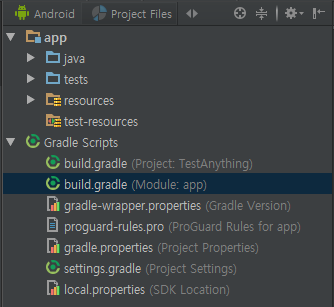 Android Project Files
app
java
tests
resources
test-resources
Gradle Scripts
build.gradle (Project: TestAnything)
build.gradle (Module: app)
gradle-wrapper.properties (Gradle Version)
proguard-rules.pro (ProGuard Rules for app)
gradle.properties (Project Properties)
settings.gradle (Project Settings)
local.properties (SDK Location)